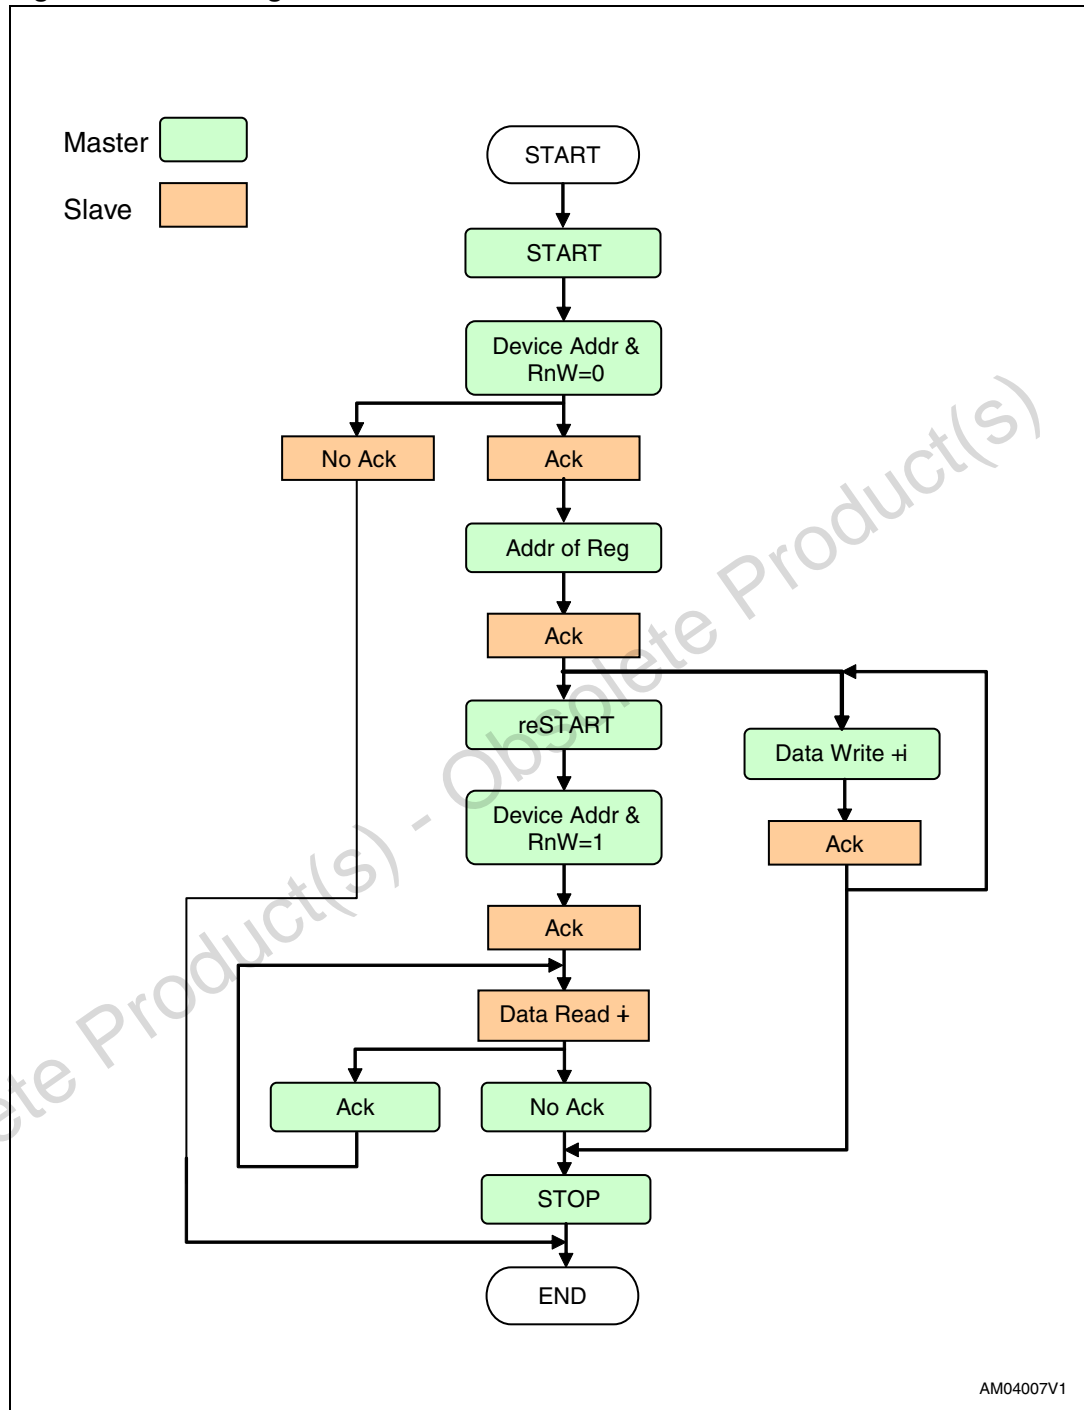 Master
START
Slave
START
Device Addr &
RnW=0
No Ack
Ack
Addr of Reg
Ack
reSTART
Data Write +i
Device Addr &
RnW=1
Ack
Ack
Data Read +i
Ack
No Ack
STOP
END
AM04007V1
Obsolete Product(s) - Obsolete Product(s)